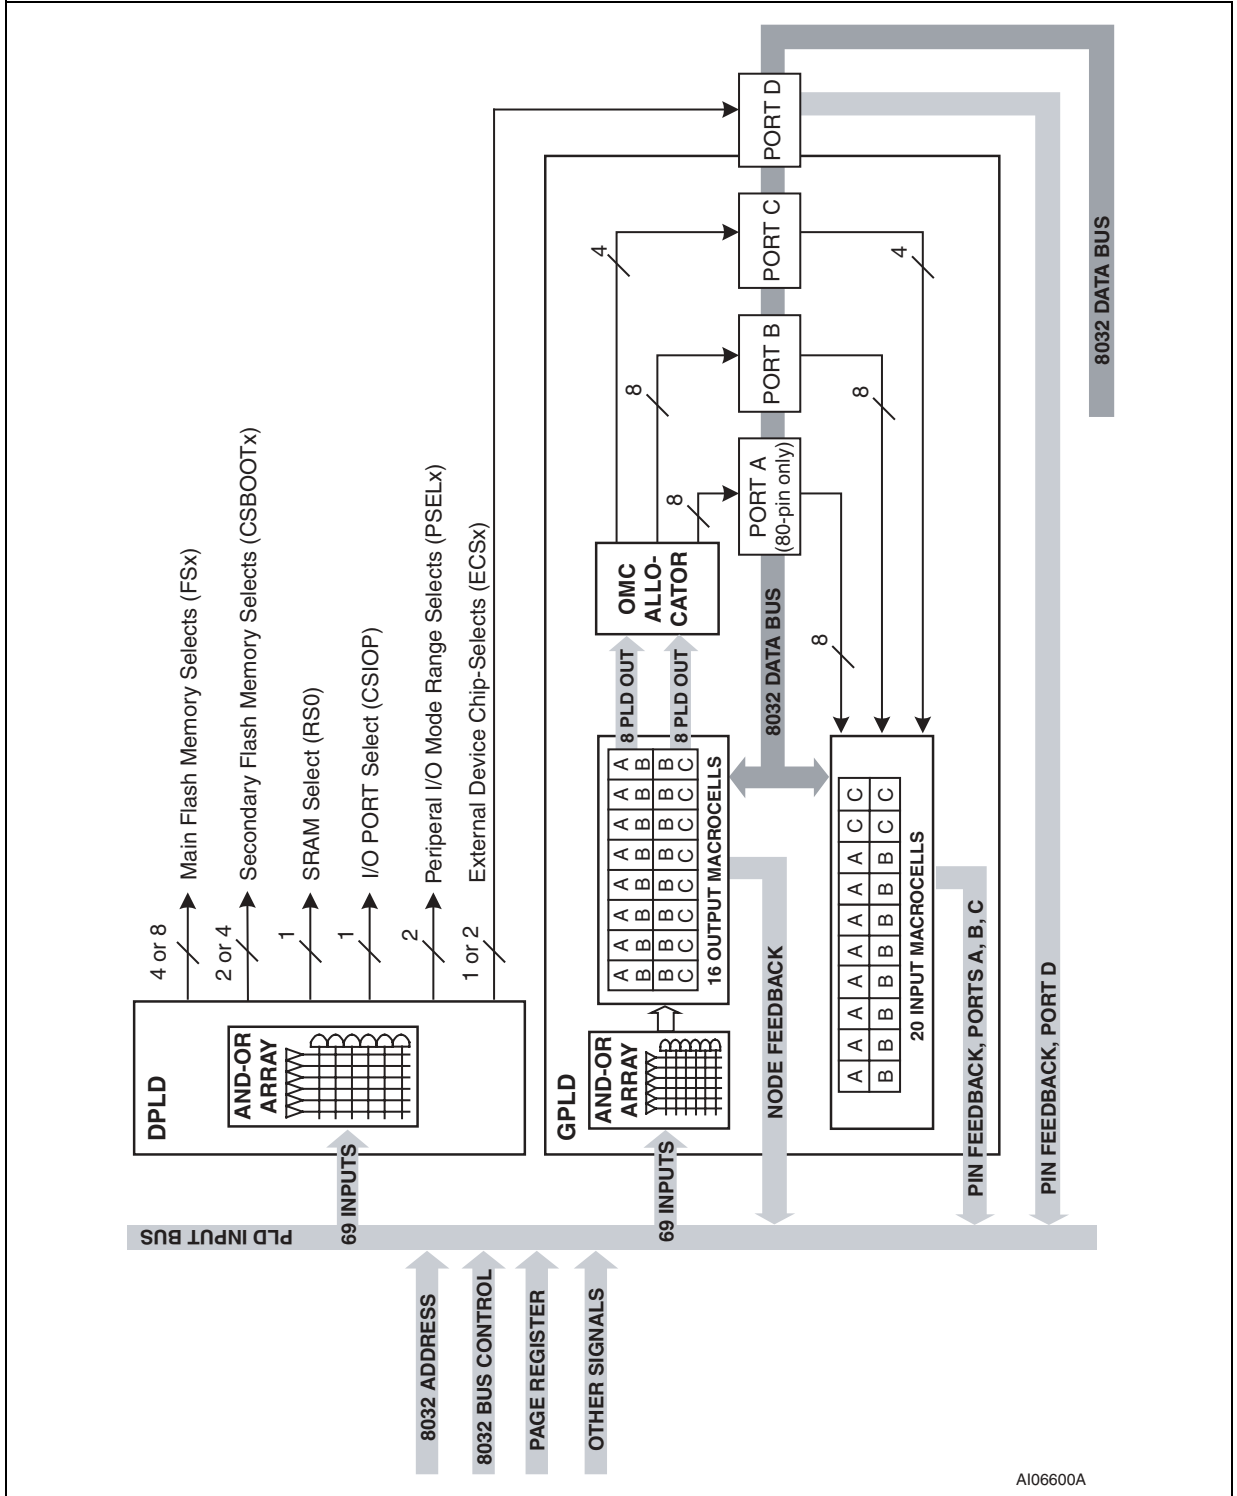 8032 DATA BUS
PORT D
PORT C
PORT B
PORT A
(80-pin only)
4
8
8
4
8
8
8032 DATA BUS
Main Flash Memory Selects (FSx)
Secondary Flash Memory Selects (CSBOOTx)
SRAM Select (RS0)
I/O PORT Select (CSIOP)
Periperal I/O Mode Range Selects (PSELx)
External Device Chip-Selects (ECSx)
4 or 8
2 or 4
1
1
2
1 or 2
DPLD
AND-OR
ARRAY
OMC
ALLO-
CATOR
8 PLD OUT
8 PLD OUT
A A A A A A A A
B B B B B B B B
B B B B B B B B
C C C C C C C C
16 OUTPUT MACROCELLS
GPLD
AND-OR
ARRAY
NODE FEEDBACK
A A A A A A A A C C
B B B B B B B B C C
20 INPUT MACROCELLS
PIN FEEDBACK, PORTS A, B, C
PIN FEEDBACK, PORT D
PLD INPUT BUS
69 INPUTS
69 INPUTS
8032 ADDRESS
8032 BUS CONTROL
PAGE REGISTER
OTHER SIGNALS
AI06600A